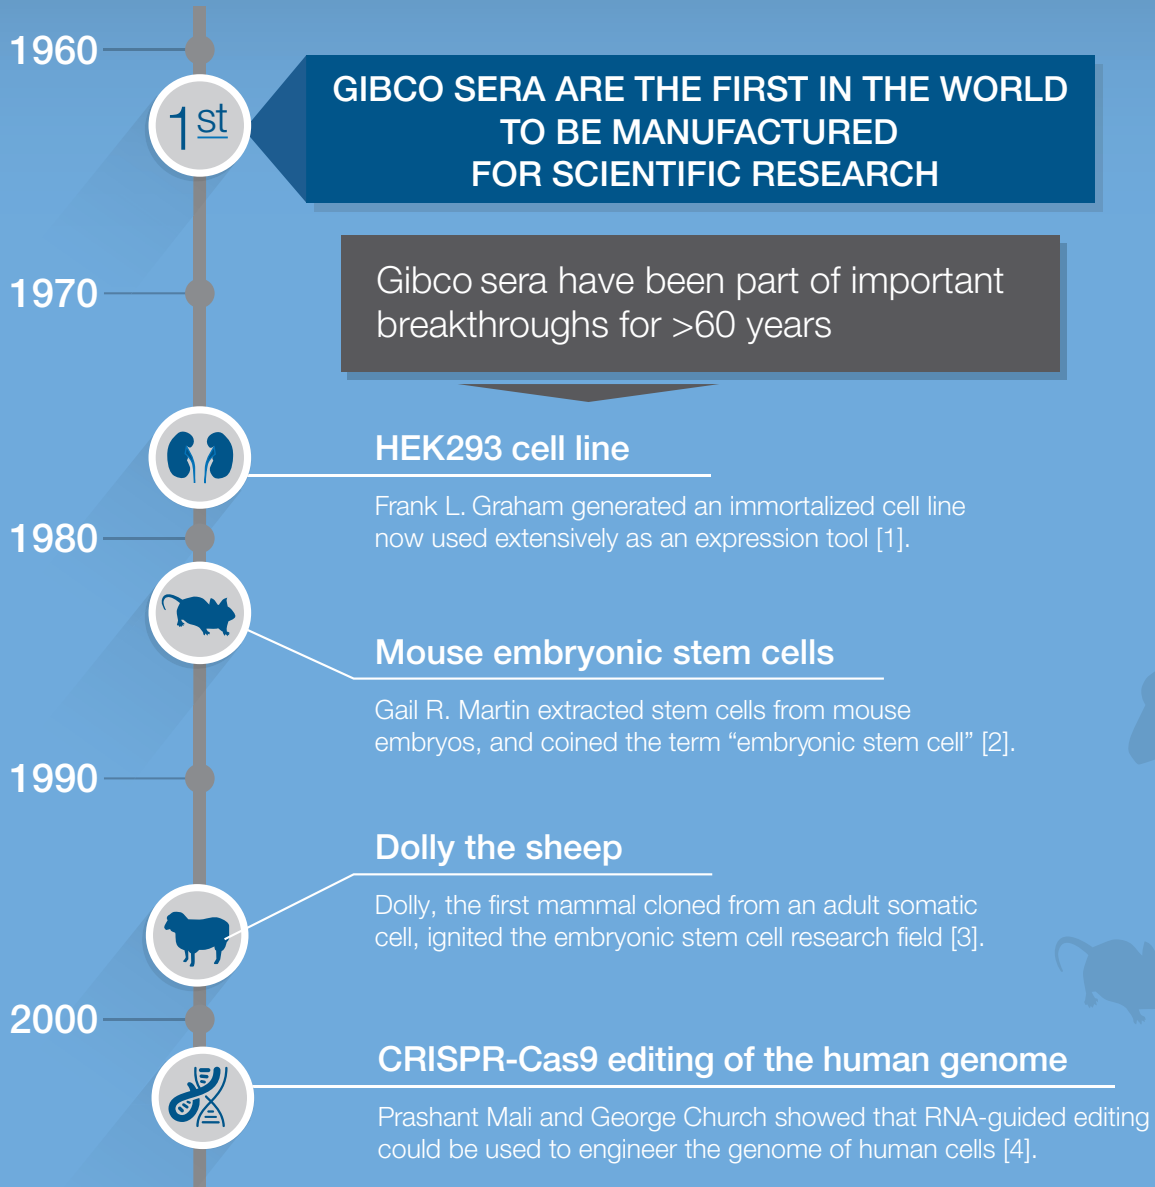 1960
1st
GIBCO SERA ARE THE FIRST IN THE WORLD
TO BE MANUFACTURED
FOR SCIENTIFIC RESEARCH
1970
Gibco sera have been part of important
breakthroughs for >60 years
HEK293 cell line
Frank L. Graham generated an immortalized cell line
now used extensively as an expression tool [1].
1980
Mouse embryonic stem cells
Gail R. Martin extracted stem cells from mouse
embryos, and coined the term “embryonic stem cell” [2].
1990
Dolly the sheep
Dolly, the first mammal cloned from an adult somatic
cell, ignited the embryonic stem cell research field [3].
2000
CRISPR-Cas9 editing of the human genome
Prashant Mali and George Church showed that RNA-guided editing
could be used to engineer the genome of human cells [4].